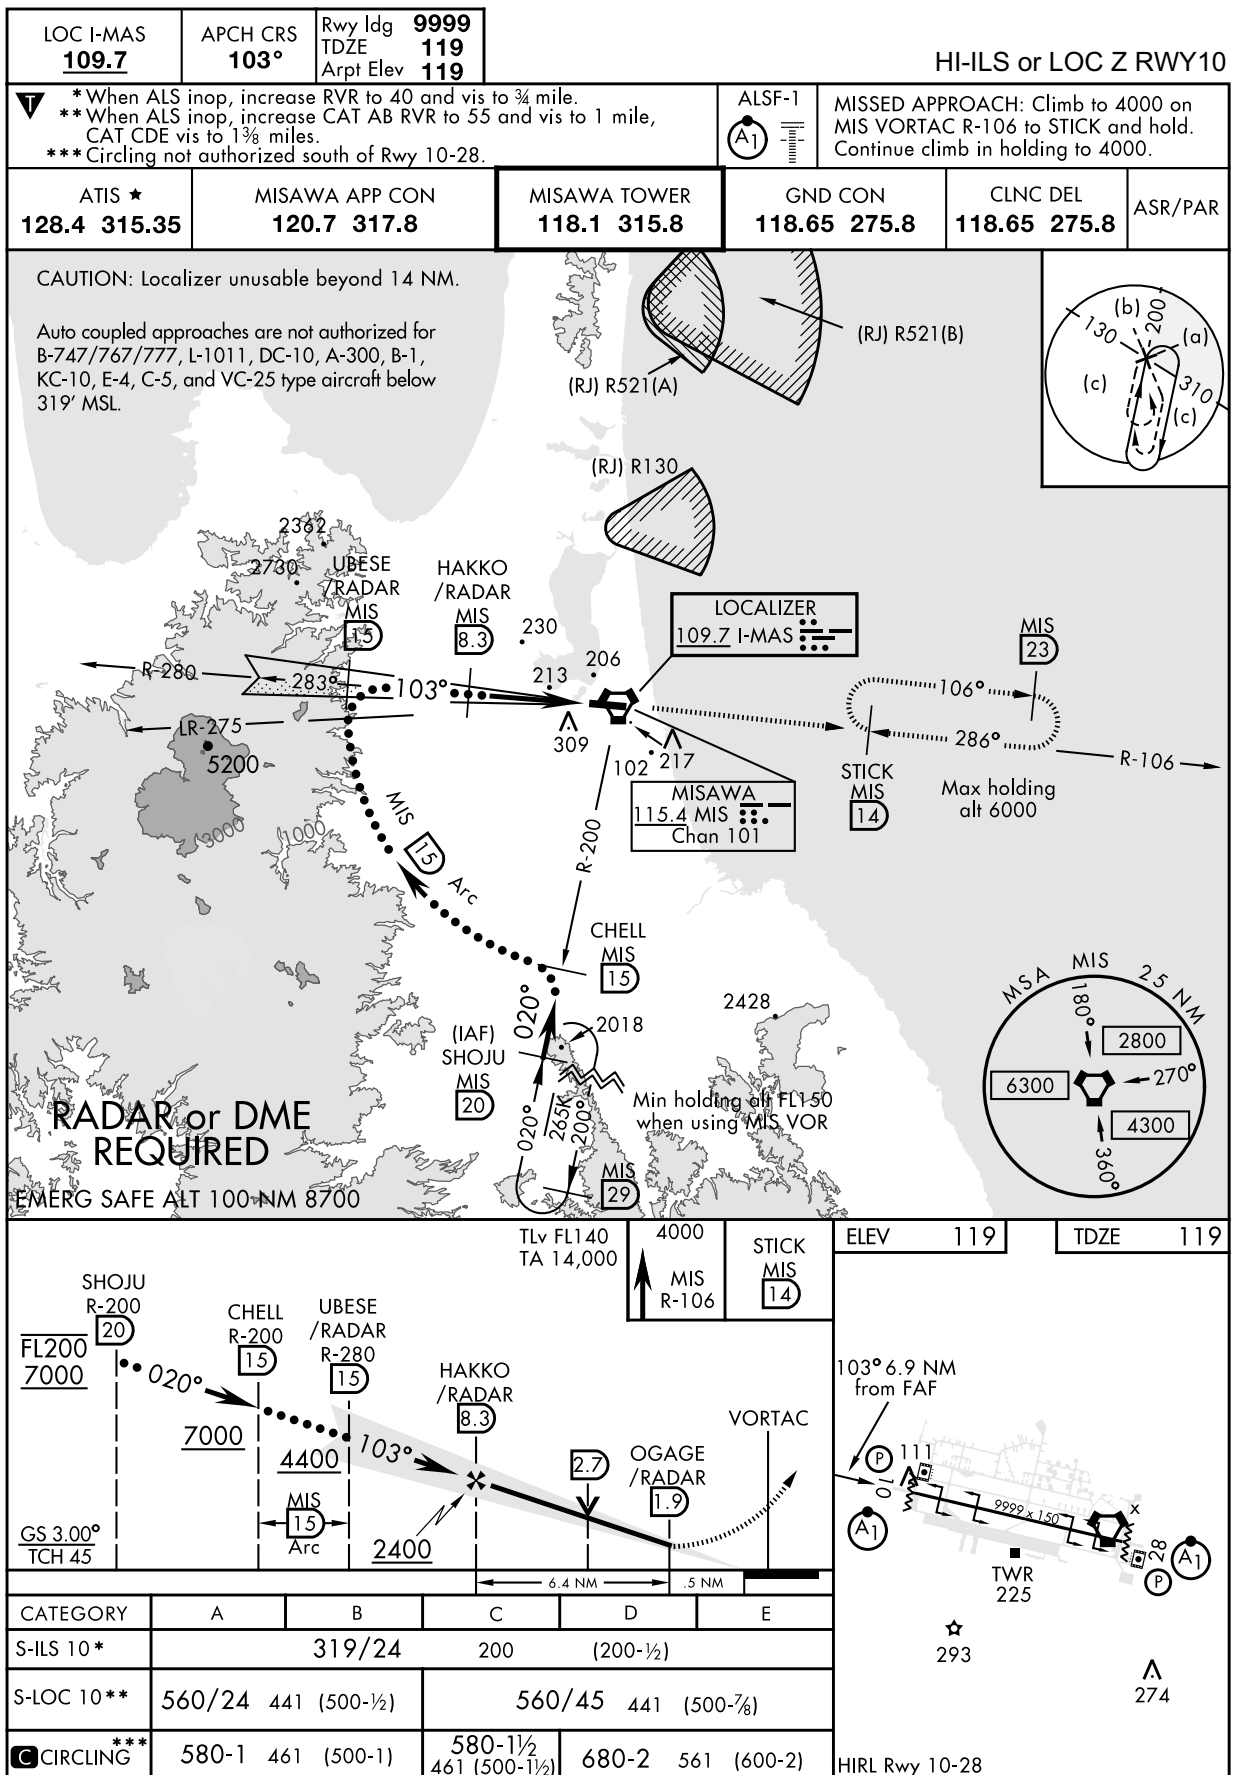 LOC I-MAS
109.7
APCH CRS
103°
Rwy ldg 9999
TDZE 119
Arpt Elev 119
HI-ILS or LOC Z RWY10
T
* When ALS inop, increase RVR to 40 and vis to ¾ mile.
** When ALS inop, increase CAT AB RVR to 55 and vis to 1 mile,
CAT CDE vis to 1⅜ miles.
*** Circling not authorized south of Rwy 10-28.
ALSF-1
A1
MISSED APPROACH: Climb to 4000 on
MIS VORTAC R-106 to STICK and hold.
Continue climb in holding to 4000.
ATIS ★
128.4 315.35
MISAWA APP CON
120.7 317.8
MISAWA TOWER
118.1 315.8
GND CON
118.65 275.8
CLNC DEL
118.65 275.8
ASR/PAR
CAUTION: Localizer unusable beyond 14 NM.
Auto coupled approaches are not authorized for
B-747/767/777, L-1011, DC-10, A-300, B-1,
KC-10, E-4, C-5, and VC-25 type aircraft below
319' MSL.
(RJ) R521(B)
(RJ) R521(A)
(RJ) R130
(b)
200
130
(a)
(c)
310
(c)
2362
2730
UBESE
/RADAR
MIS
15
HAKKO
/RADAR
MIS
8.3
230
206
213
LOCALIZER
109.7 I-MAS
MIS
23
R-280
283°
103°
LR-275
5200
309
102
217
106°
286°
R-106
STICK
MIS
14
Max holding
alt 6000
MISAWA
115.4 MIS
Chan 101
3000
1000
MIS
15
Arc
R-200
CHELL
MIS
15
020°
(IAF)
SHOJU
MIS
20
2018
2428
020°
265K
200°
Min holding alt FL150
when using MIS VOR
MIS
29
MSA MIS 25 NM
180°
2800
6300
270°
4300
360°
RADAR or DME
REQUIRED
EMERG SAFE ALT 100 NM 8700
TLv FL140
TA 14,000
4000
MIS
R-106
STICK
MIS
14
ELEV 119
TDZE 119
SHOJU
R-200
20
FL200
7000
020°
CHELL
R-200
15
7000
UBESE
/RADAR
R-280
15
4400
103°
MIS
15
Arc
HAKKO
/RADAR
8.3
2400
2.7
OGAGE
/RADAR
1.9
VORTAC
GS 3.00°
TCH 45
6.4 NM
.5 NM
103° 6.9 NM
from FAF
P
111
10
A1
9999 x 150
X
28
P
A1
TWR
225
293
274
HIRL Rwy 10-28
CATEGORY A B C D E
S-ILS 10 * 319/24 200 (200-½)
S-LOC 10 ** 560/24 441 (500-½) 560/45 441 (500-⅞)
C CIRCLING *** 580-1 461 (500-1) 580-1½ 461 (500-1½) 680-2 561 (600-2)